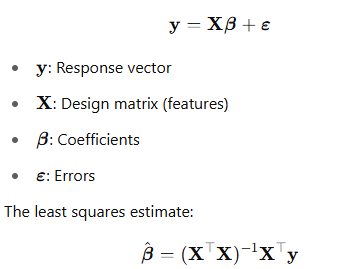 y = Xβ + ε
• y: Response vector
• X: Design matrix (features)
• β: Coefficients
• ε: Errors
The least squares estimate:
β̂ = (X⊤X)⁻¹X⊤y